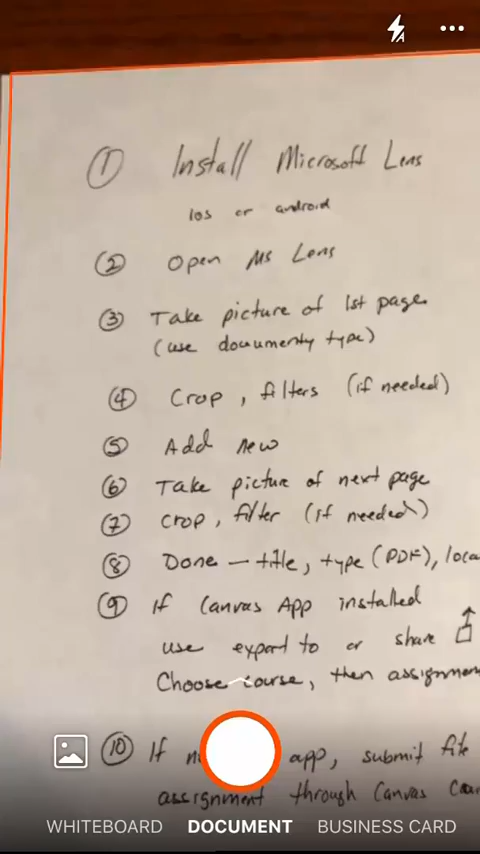 ① Install Microsoft Lens
ios or android
② Open Ms Lens
③ Take picture of 1st page
(use documenty type)
④ Crop, filters (if needed)
⑤ Add new
⑥ Take picture of next page
⑦ Crop, filter (if needed)
⑧ Done — title, type (PDF),
⑨ If Canvas App installed
use export to or share
Choose course, then
⑩ If app, submit file
assignment through Canvas
WHITEBOARD DOCUMENT BUSINESS CARD